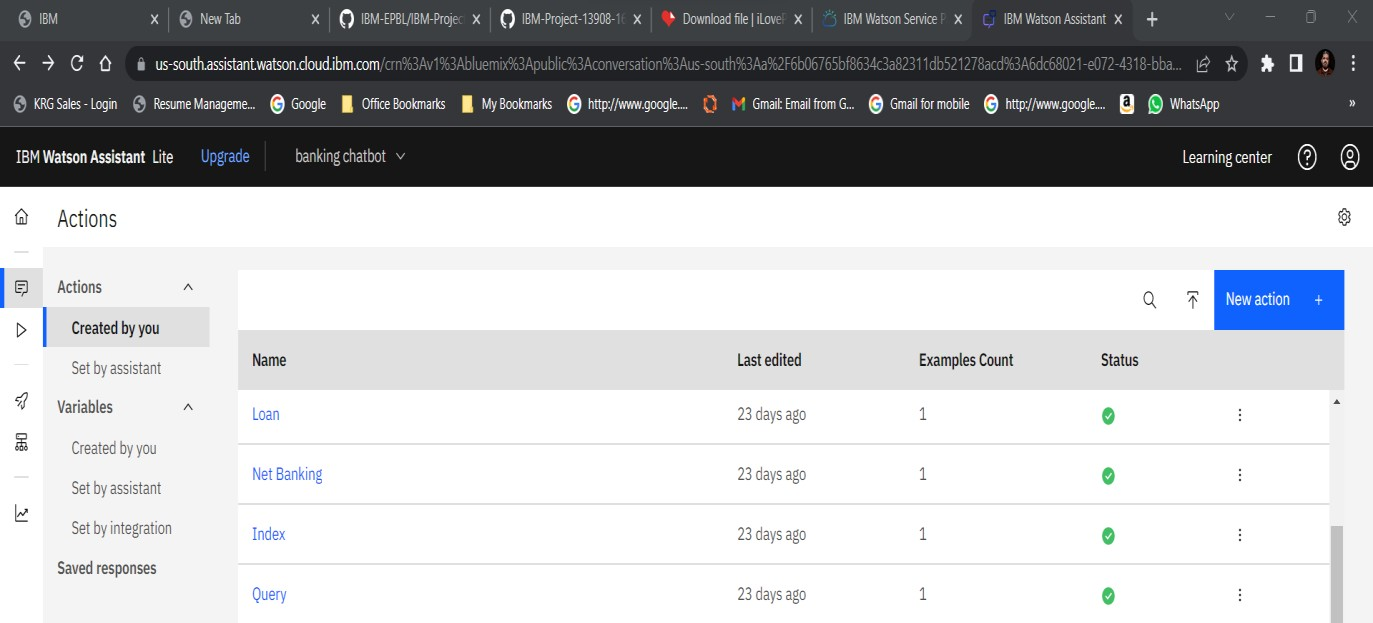 IBM
New Tab
IBM-EPBL/IBM-Projec
IBM-Project-13908-16
Download file | iLoveP
IBM Watson Service P
IBM Watson Assistant
us-south.assistant.watson.cloud.ibm.com/crn%3Av1%3Abluemix%3Apublic%3Aconversation%3Aus-south%3Aa%2F6b06765bf8634c3a82311db521278acd%3A6dc68021-e072-4318-bba...
KRG Sales - Login
Resume Manageme...
Google
Office Bookmarks
My Bookmarks
http://www.google....
Gmail: Email from G...
Gmail for mobile
http://www.google....
WhatsApp
»
IBM Watson Assistant Lite
Upgrade
banking chatbot
Learning center
Actions
Actions
Created by you
Set by assistant
Variables
Created by you
Set by assistant
Set by integration
Saved responses
New action +
Name Last edited Examples Count Status
Loan 23 days ago 1
Net Banking 23 days ago 1
Index 23 days ago 1
Query 23 days ago 1